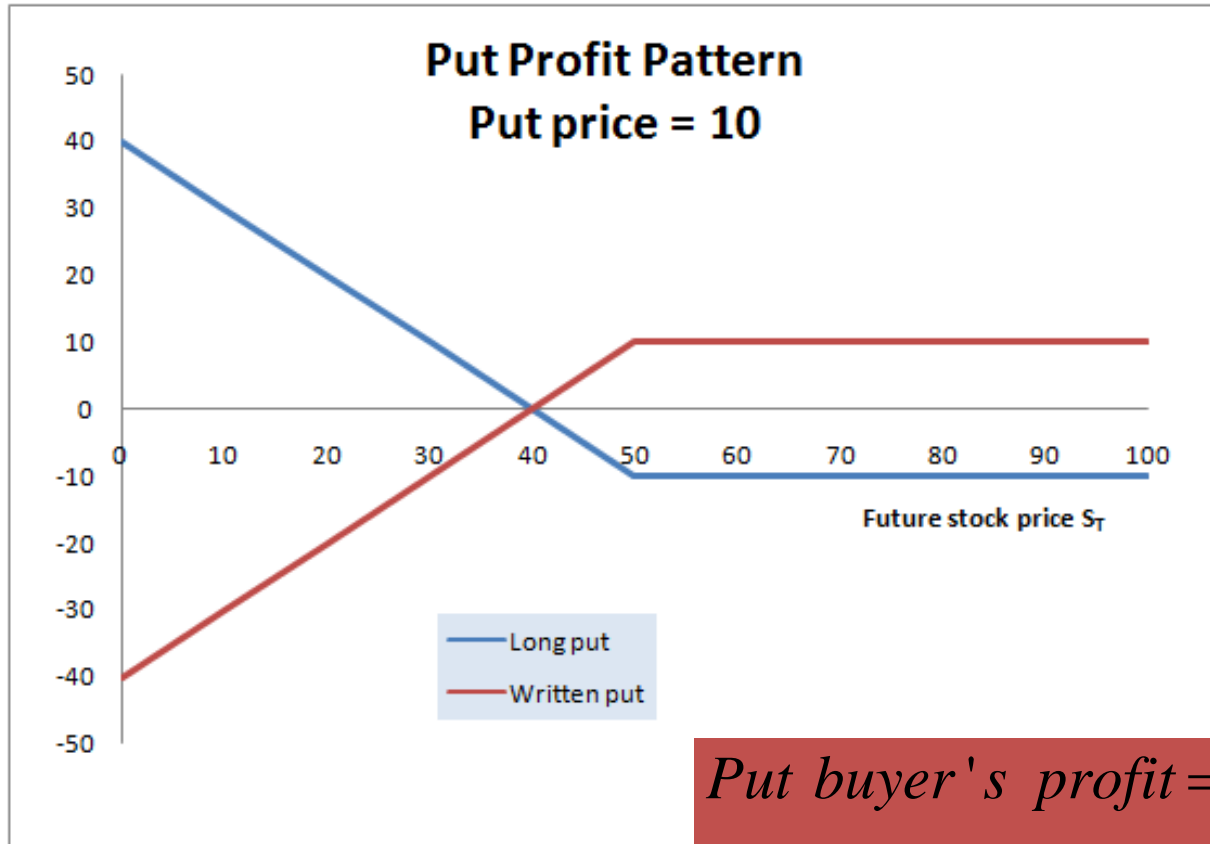 Put Profit Pattern
Put price = 10
50
40
30
20
10
0
-10
-20
-30
-40
-50
0 10 20 30 40 50 60 70 80 90 100
Future stock price S_T
Long put
Written put
Put buyer's profit =